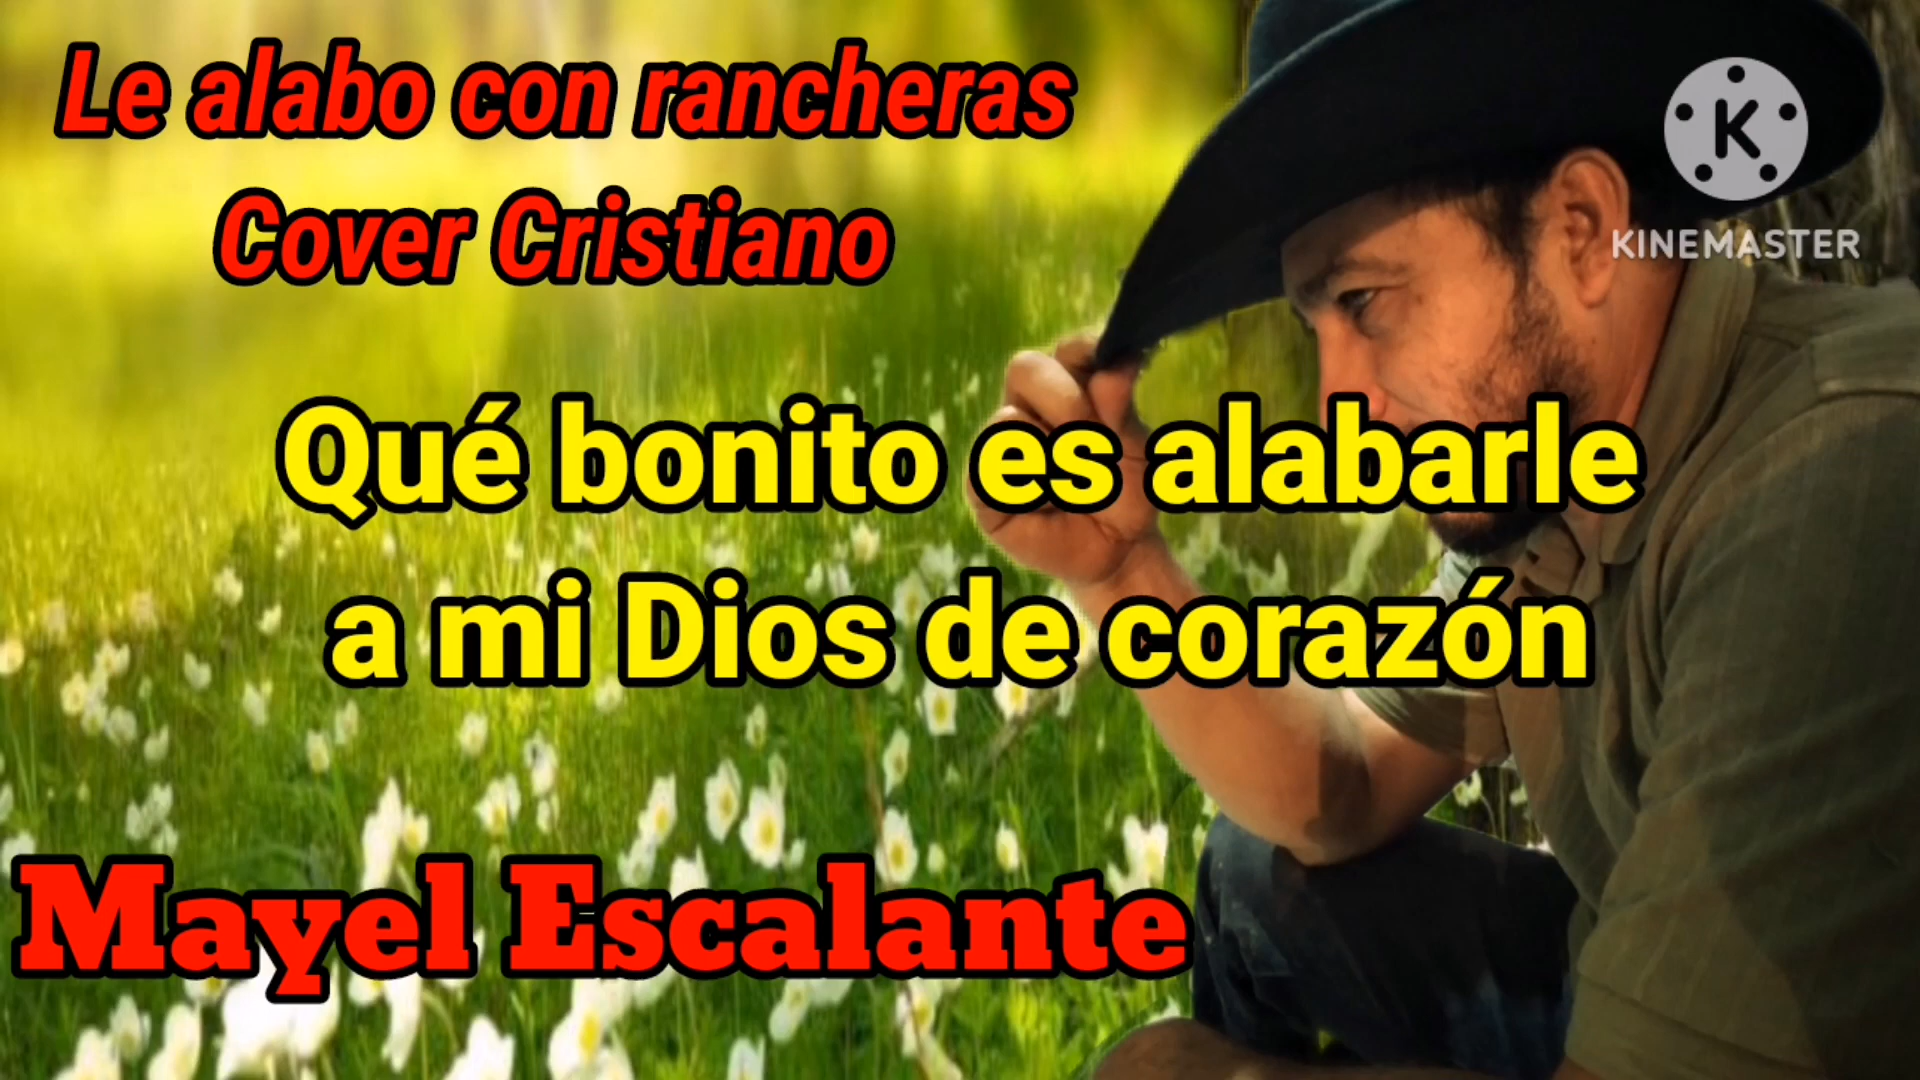 Le alabo con rancheras
Cover Cristiano
K
KINEMASTER
Qué bonito es alabarle
a mi Dios de corazón
Mayel Escalante